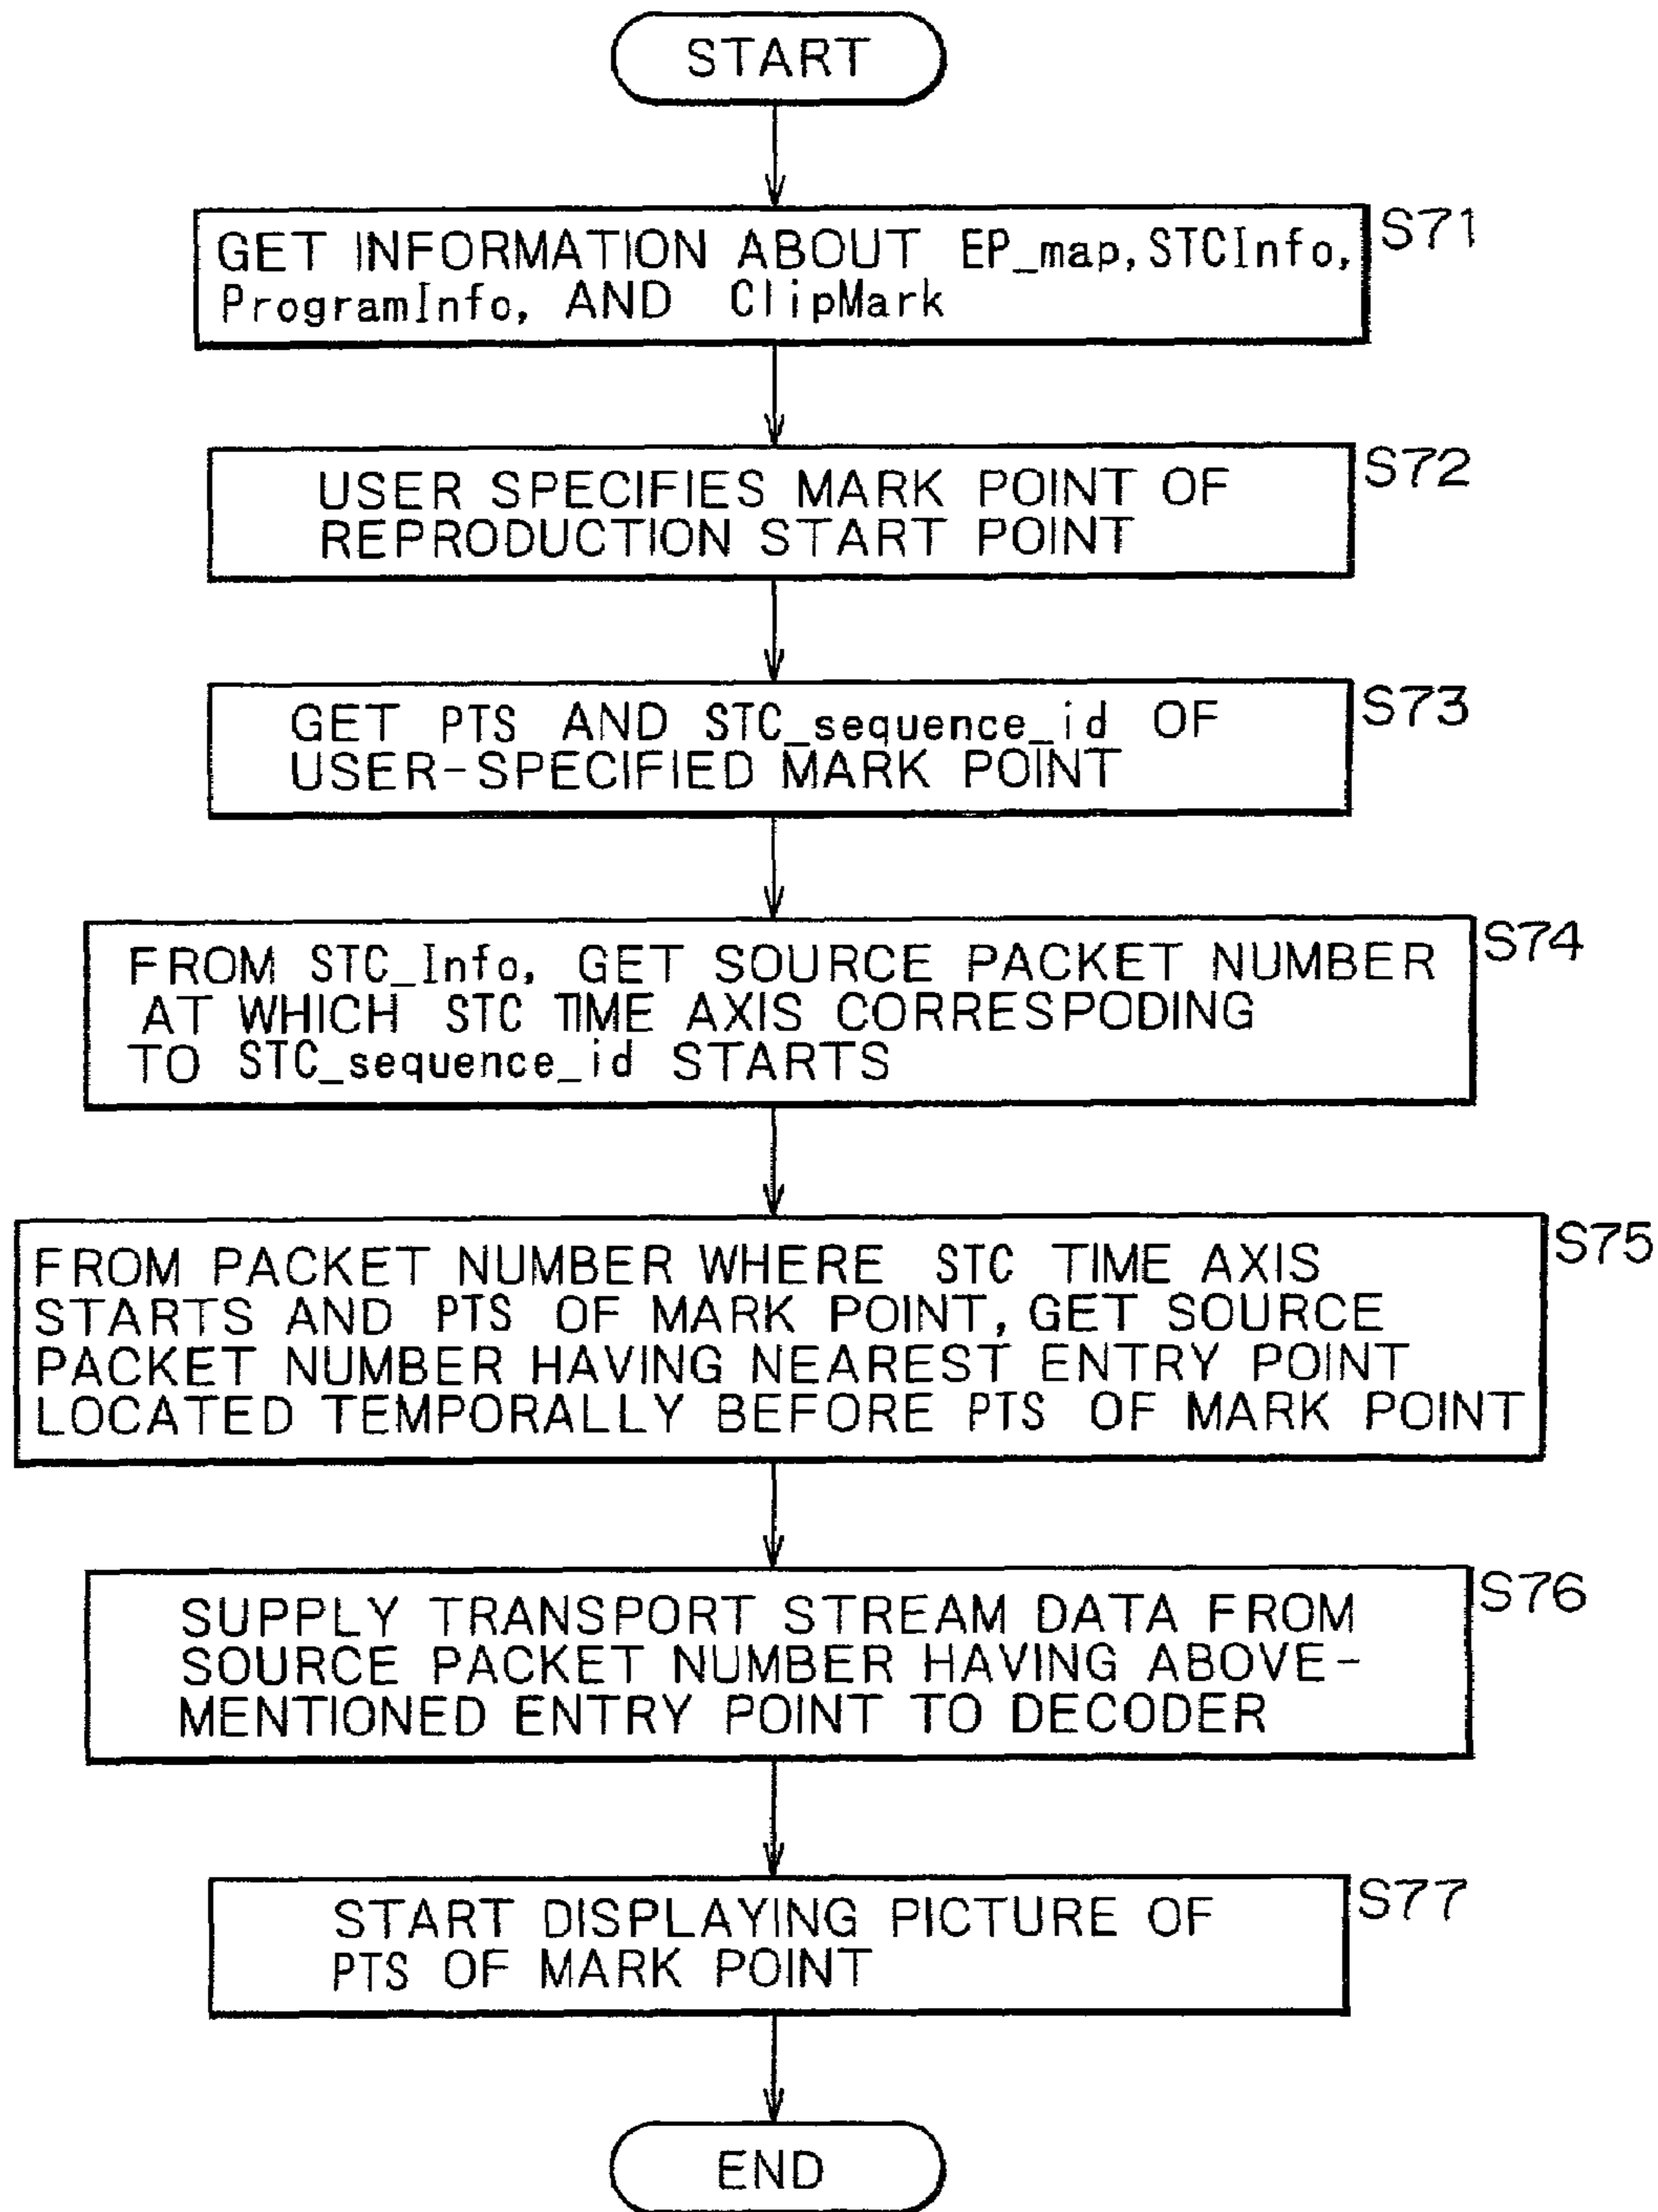 START
GET INFORMATION ABOUT EP_map, STCInfo,
ProgramInfo, AND ClipMark
S71
USER SPECIFIES MARK POINT OF
REPRODUCTION START POINT
S72
GET PTS AND STC_sequence_id OF
USER-SPECIFIED MARK POINT
S73
FROM STC_Info, GET SOURCE PACKET NUMBER
AT WHICH STC TIME AXIS CORRESPODING
TO STC_sequence_id STARTS
S74
FROM PACKET NUMBER WHERE STC TIME AXIS
STARTS AND PTS OF MARK POINT, GET SOURCE
PACKET NUMBER HAVING NEAREST ENTRY POINT
LOCATED TEMPORALLY BEFORE PTS OF MARK POINT
S75
SUPPLY TRANSPORT STREAM DATA FROM
SOURCE PACKET NUMBER HAVING ABOVE-
MENTIONED ENTRY POINT TO DECODER
S76
START DISPLAYING PICTURE OF
PTS OF MARK POINT
S77
END